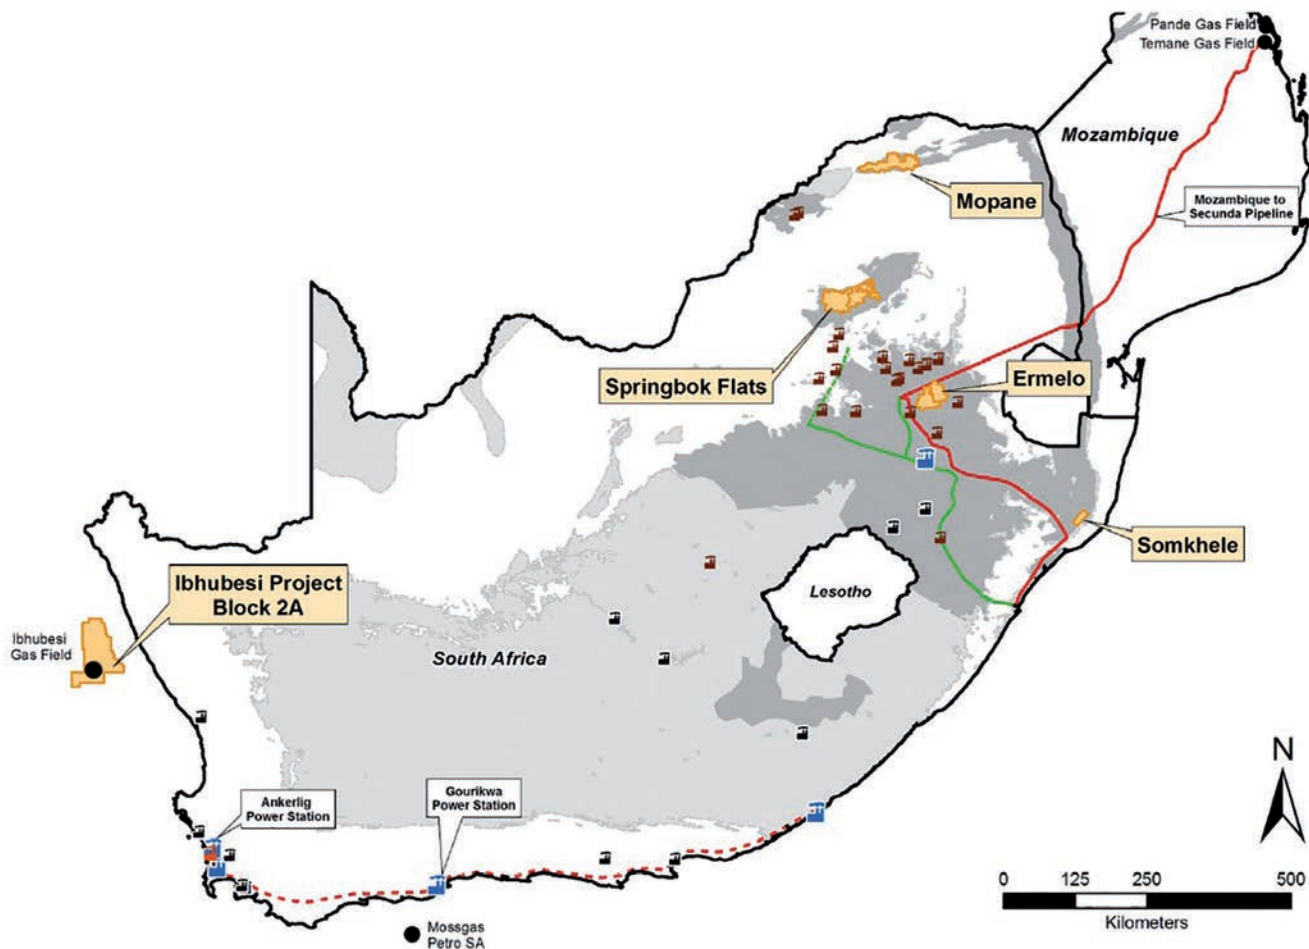 Pande Gas Field
Temane Gas Field
Mozambique
Mopane
Mozambique to
Secunda Pipeline
Springbok Flats
Ermelo
Somkhele
Ibhubesi Project
Block 2A
Ibhubesi
Gas Field
Lesotho
South Africa
Ankerlig
Power Station
Gourikwa
Power Station
N
0 125 250 500
Kilometers
Mossgas
Petro SA